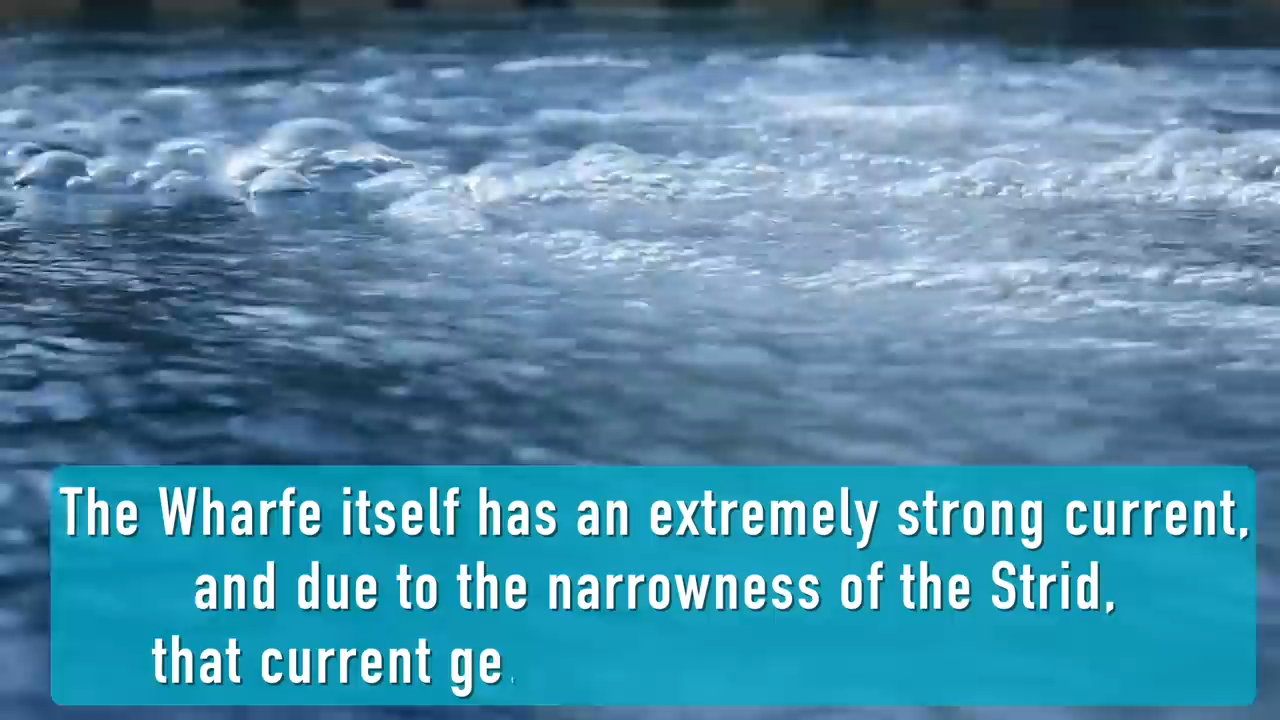 The Wharfe itself has an extremely strong current,
and due to the narrowness of the Strid,
that current ge